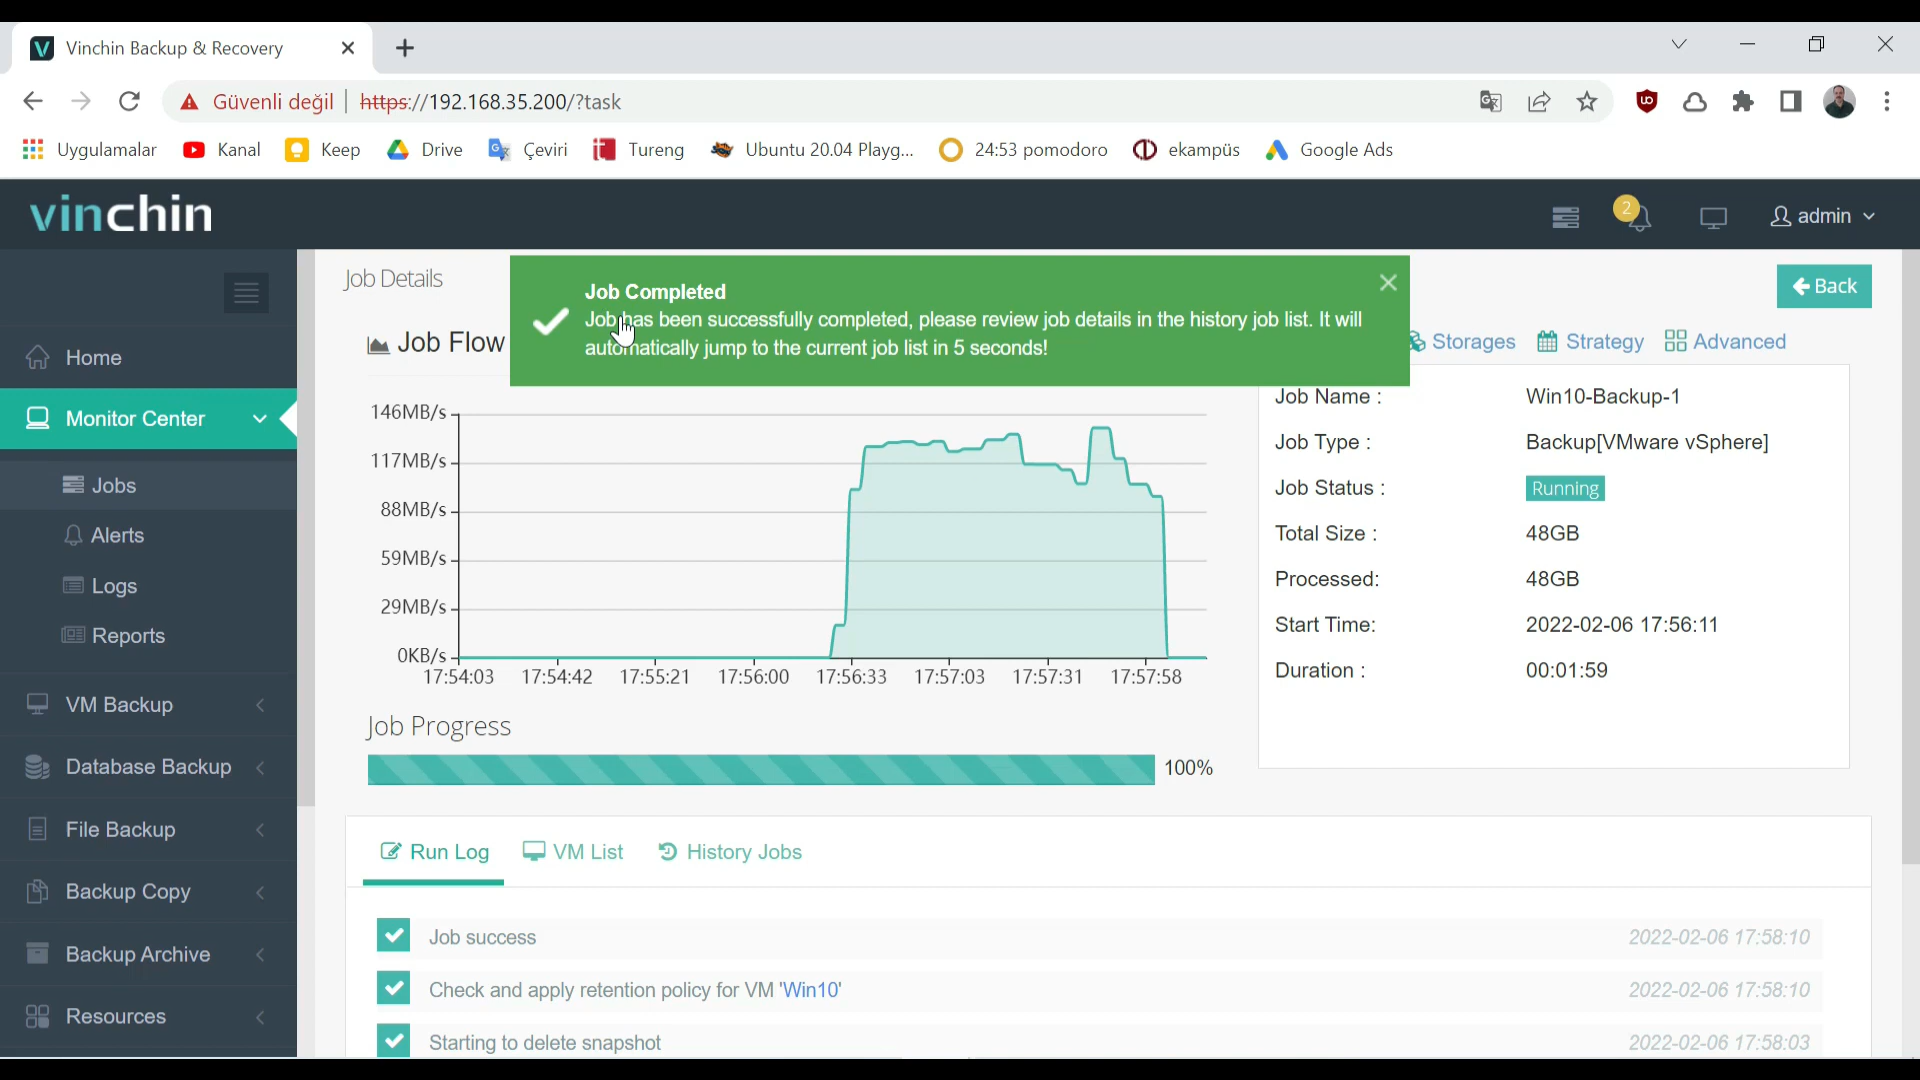 Vinchin Backup & Recovery
Güvenli değil | https://192.168.35.200/?task
Uygulamalar Kanal Keep Drive Çeviri Tureng Ubuntu 20.04 Playg... 24:53 pomodoro ekampüs Google Ads
vinchin
2
admin
Home
Monitor Center
Jobs
Alerts
Logs
Reports
VM Backup
Database Backup
File Backup
Backup Copy
Backup Archive
Resources
Job Details
Back
Job Completed
Job has been successfully completed, please review job details in the history job list. It will
automatically jump to the current job list in 5 seconds!
Job Flow
Storages Strategy Advanced
146MB/s
117MB/s
88MB/s
59MB/s
29MB/s
0KB/s
17:54:03 17:54:42 17:55:21 17:56:00 17:56:33 17:57:03 17:57:31 17:57:58
Job Name : Win10-Backup-1
Job Type : Backup[VMware vSphere]
Job Status : Running
Total Size : 48GB
Processed: 48GB
Start Time: 2022-02-06 17:56:11
Duration : 00:01:59
Job Progress
100%
Run Log VM List History Jobs
Job success 2022-02-06 17:58:10
Check and apply retention policy for VM 'Win10' 2022-02-06 17:58:10
Starting to delete snapshot 2022-02-06 17:58:03